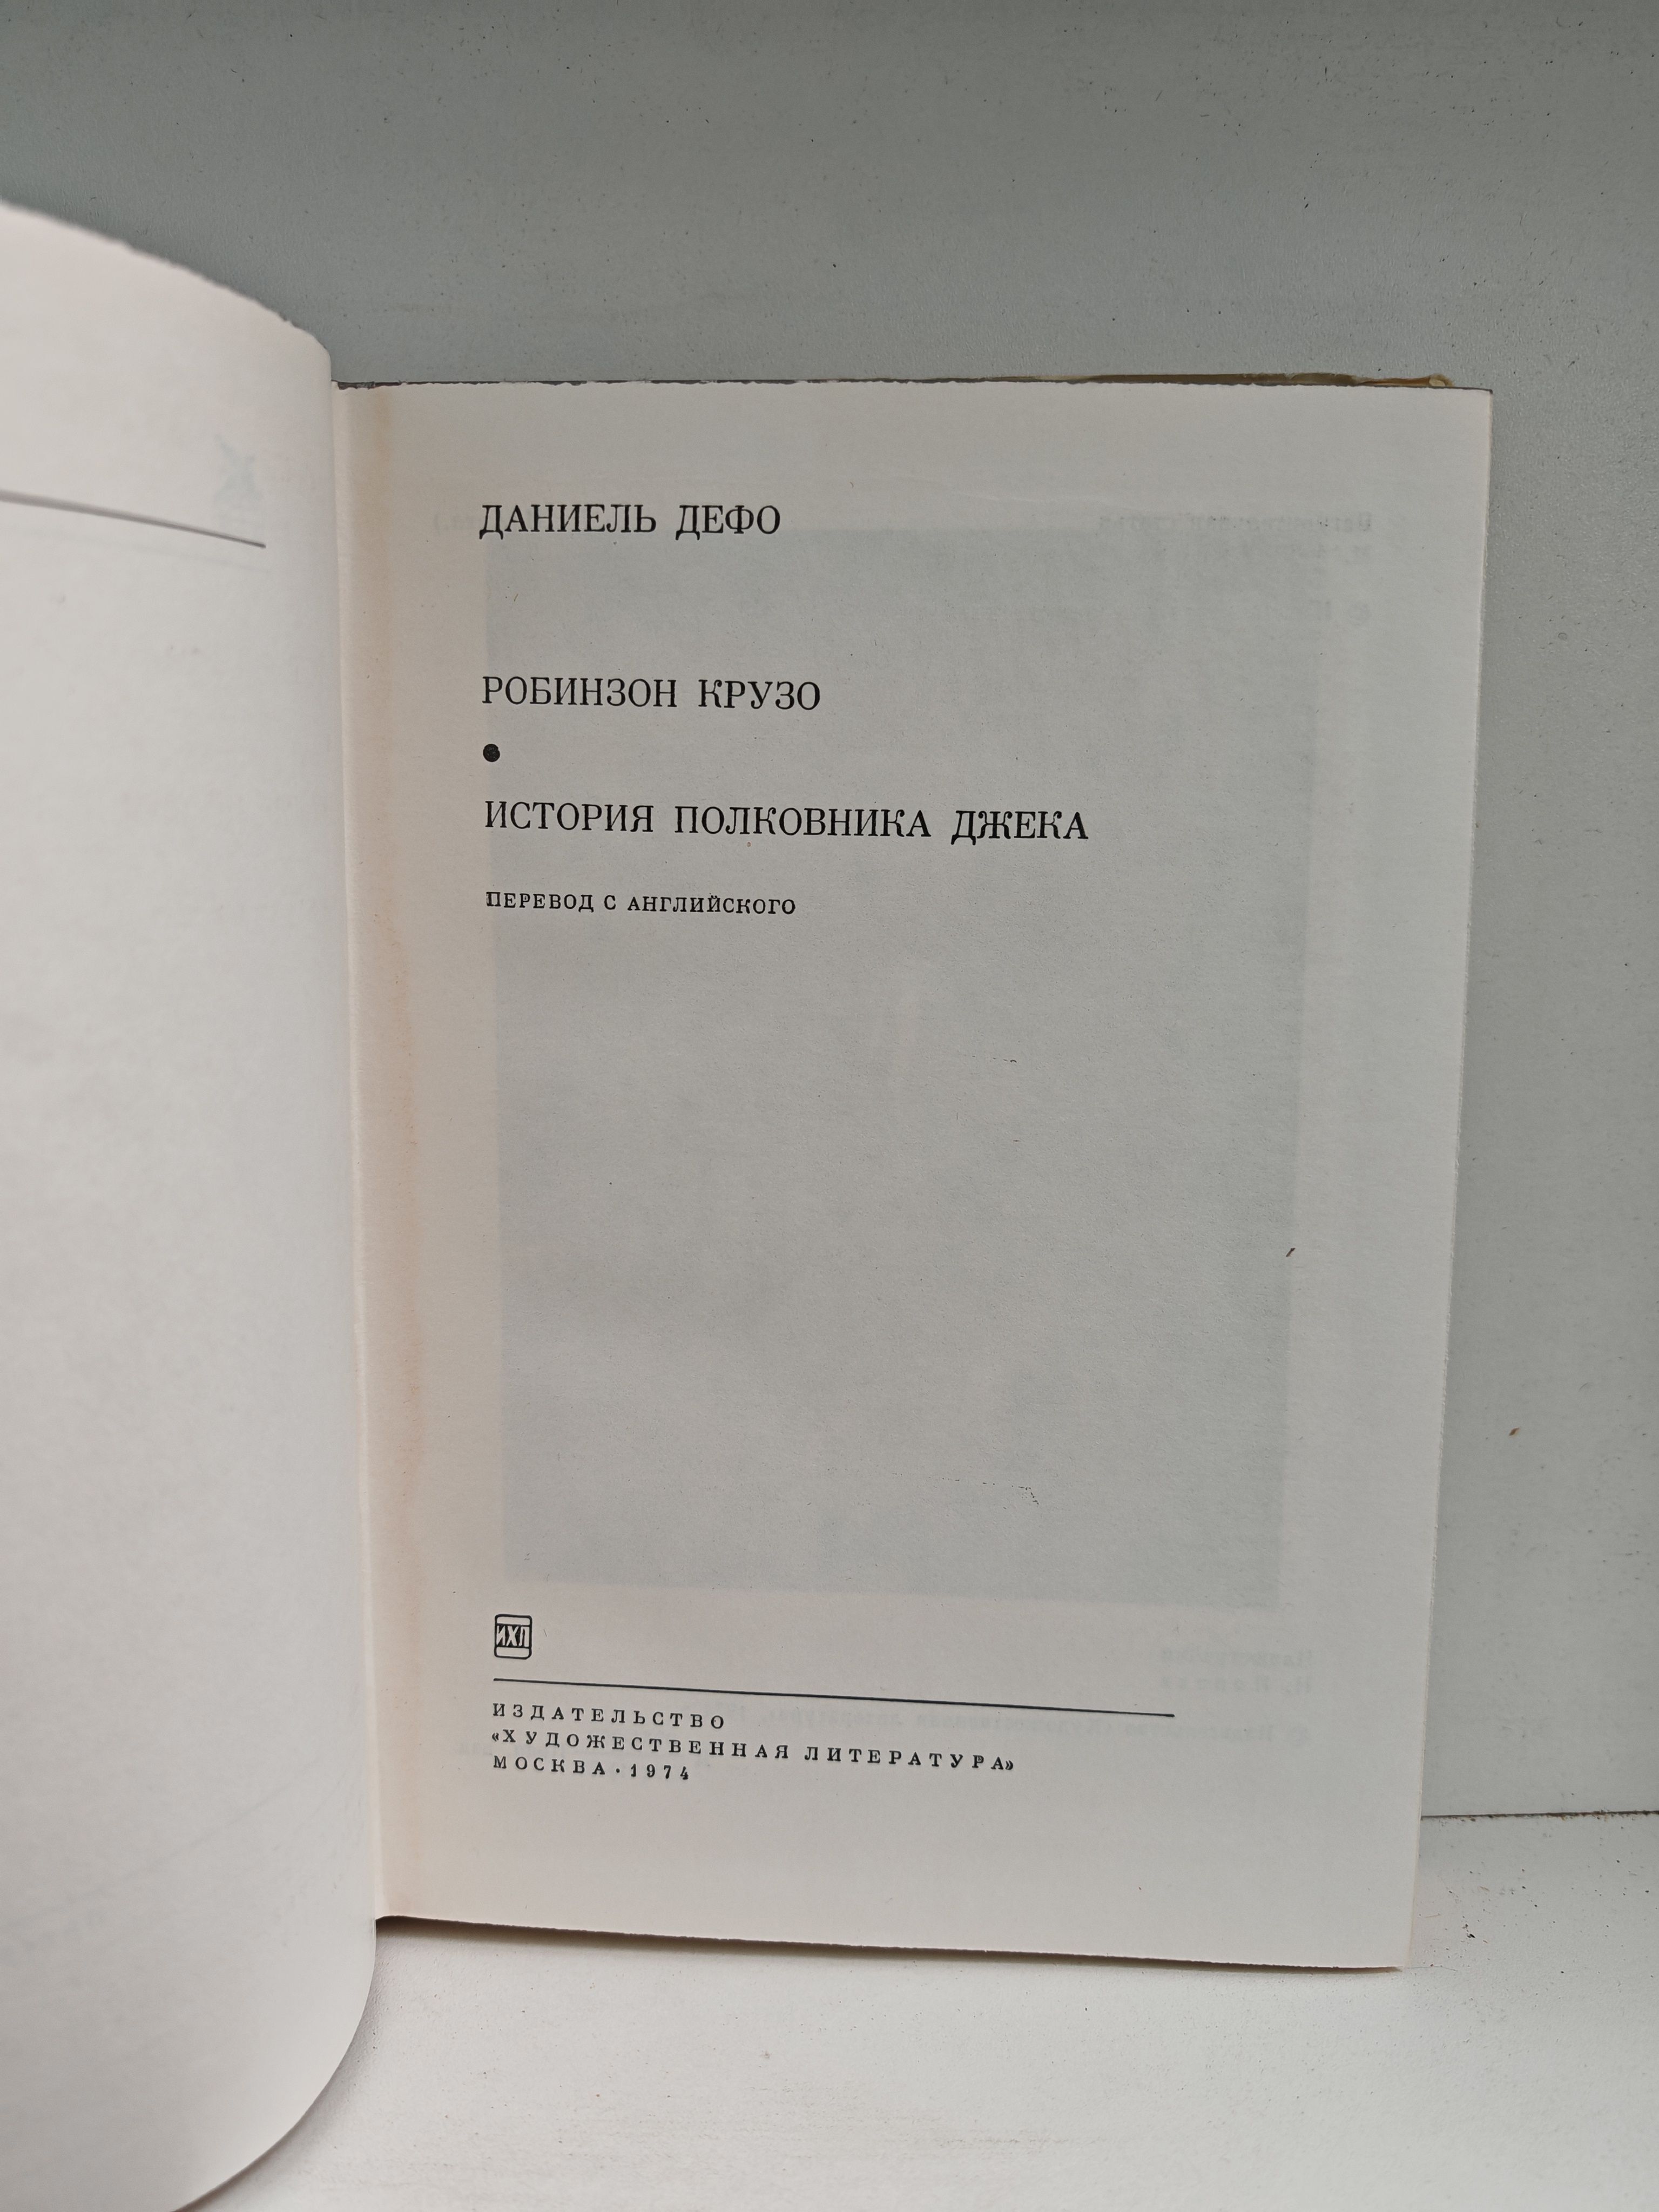 ДАНИЕЛЬ ДЕФО
РОБИНЗОН КРУЗО
•
ИСТОРИЯ ПОЛКОВНИКА ДЖЕКА
ПЕРЕВОД С АНГЛИЙСКОГО
ИХЛ
ИЗДАТЕЛЬСТВО
«ХУДОЖЕСТВЕННАЯ ЛИТЕРАТУРА»
МОСКВА · 1974